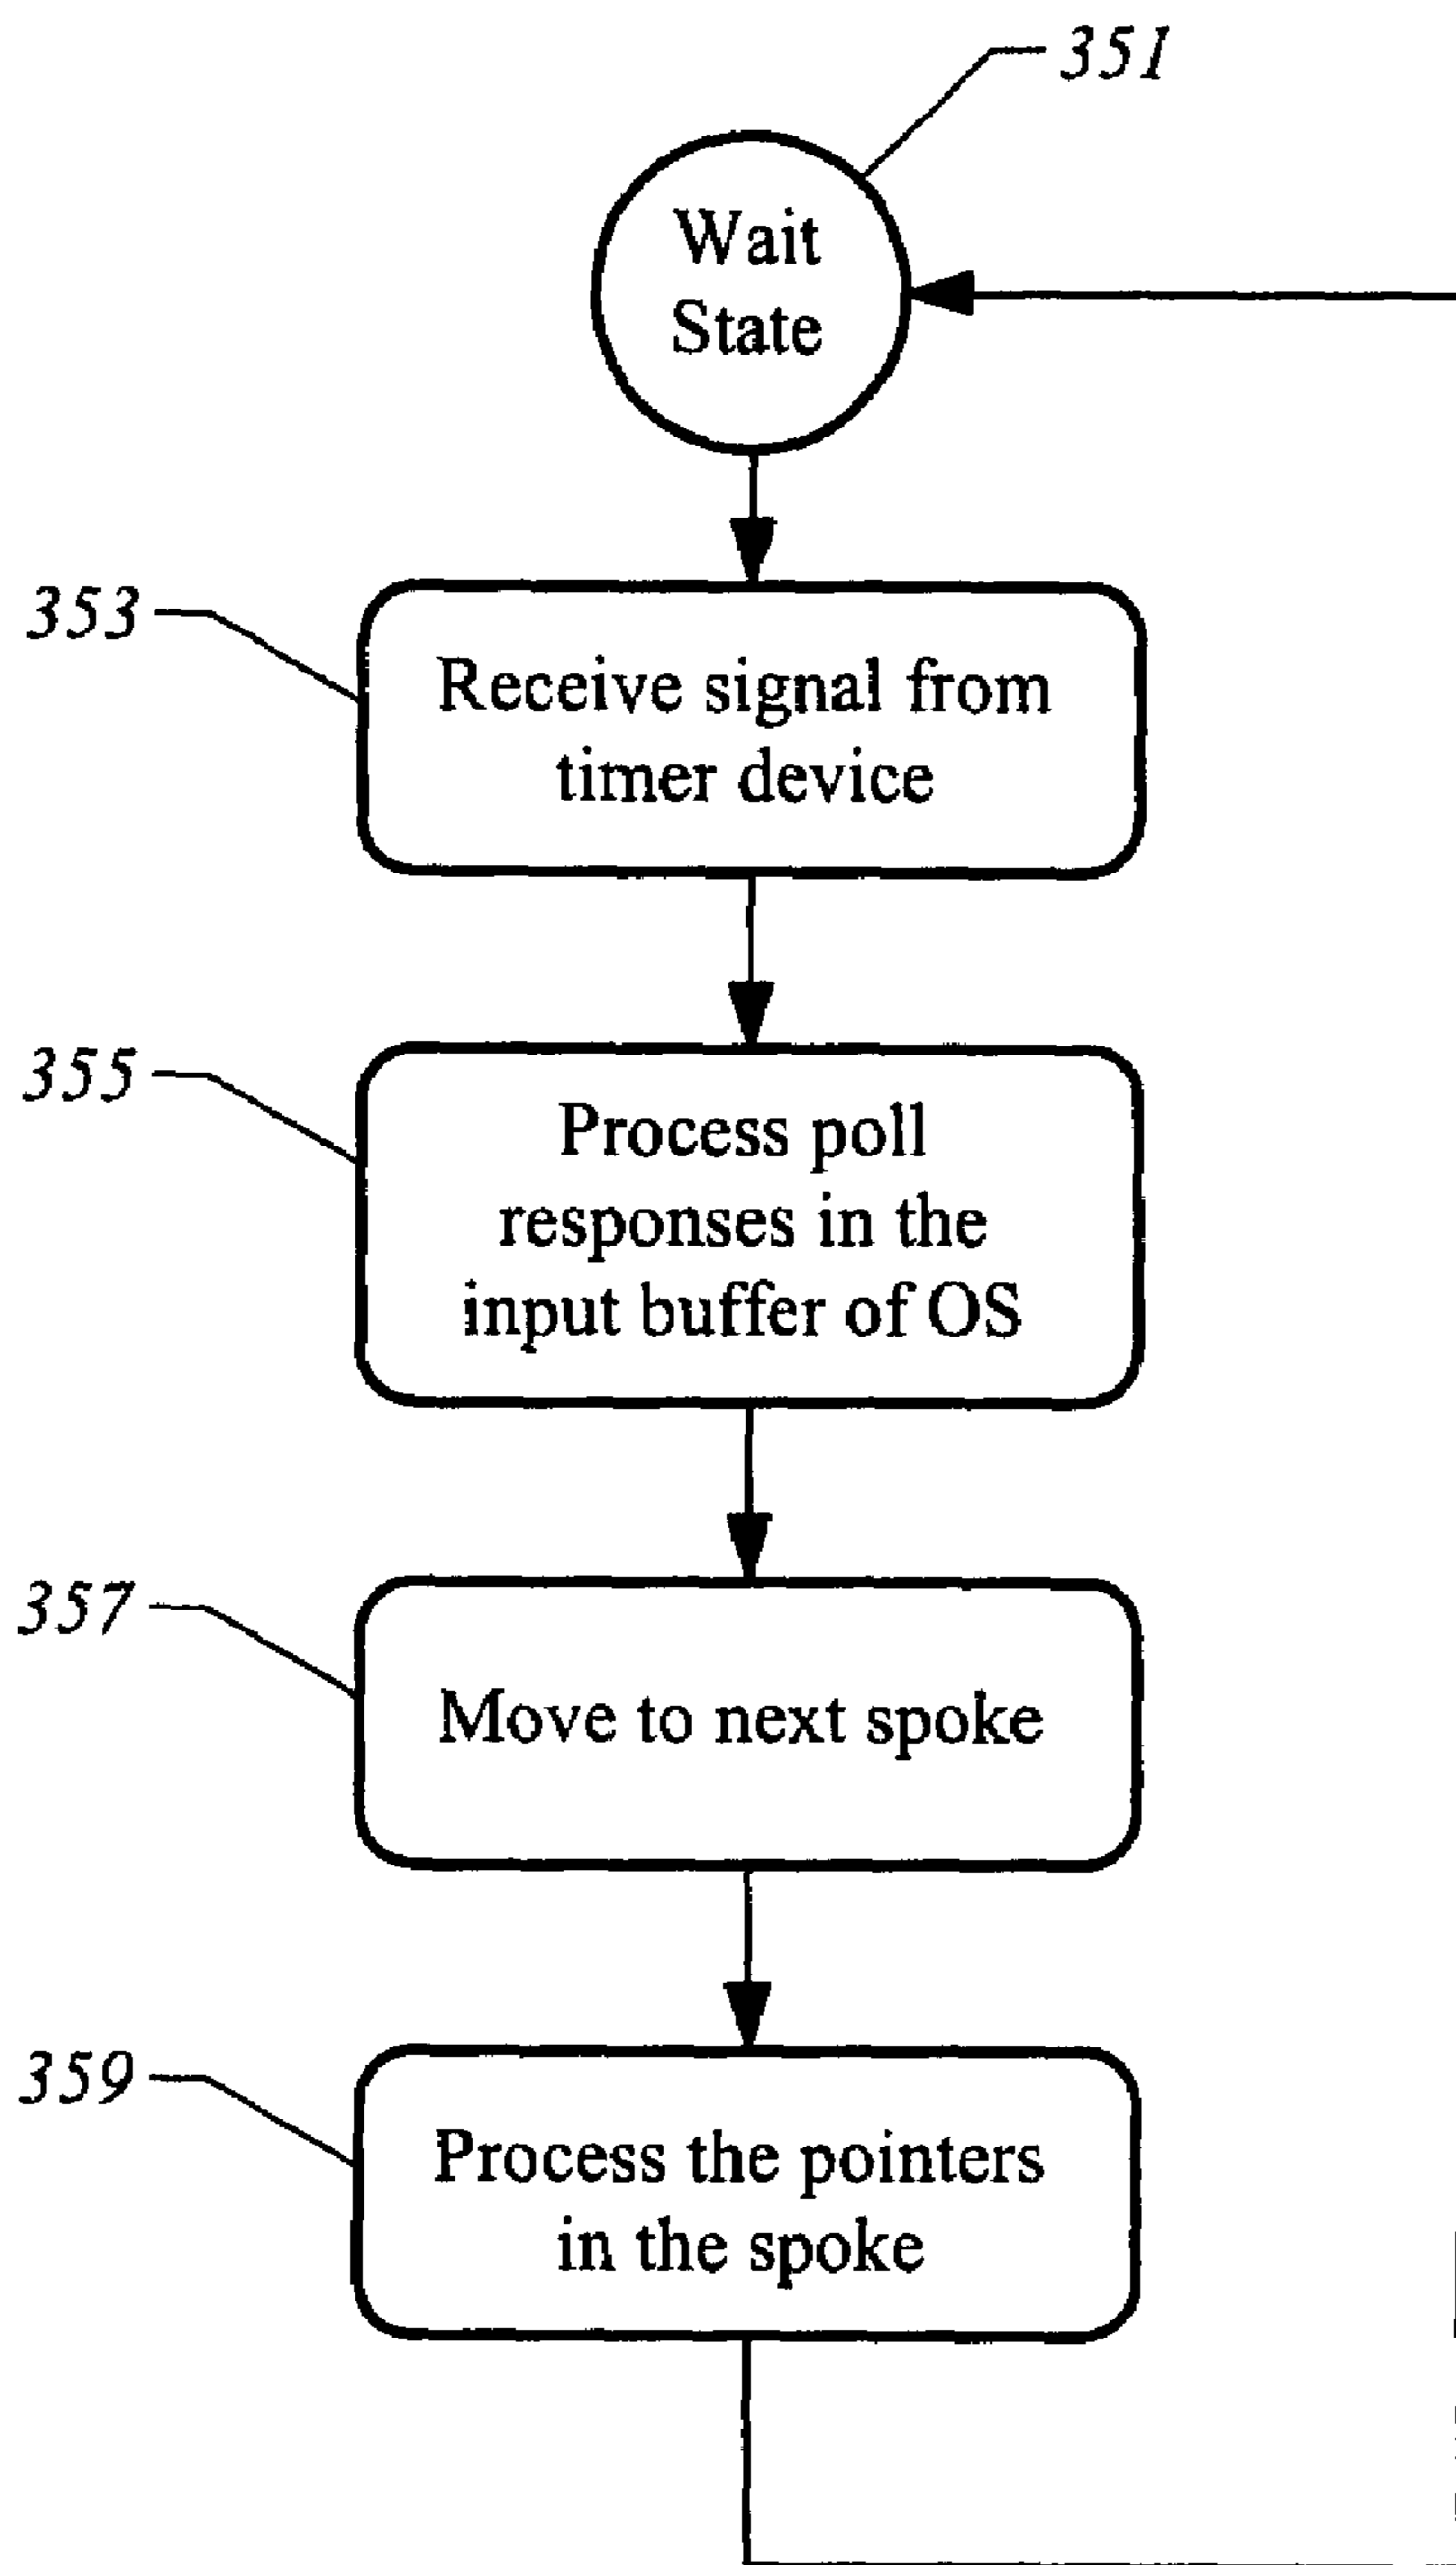 351
Wait
State
353
Receive signal from
timer device
355
Process poll
responses in the
input buffer of OS
357
Move to next spoke
359
Process the pointers
in the spoke